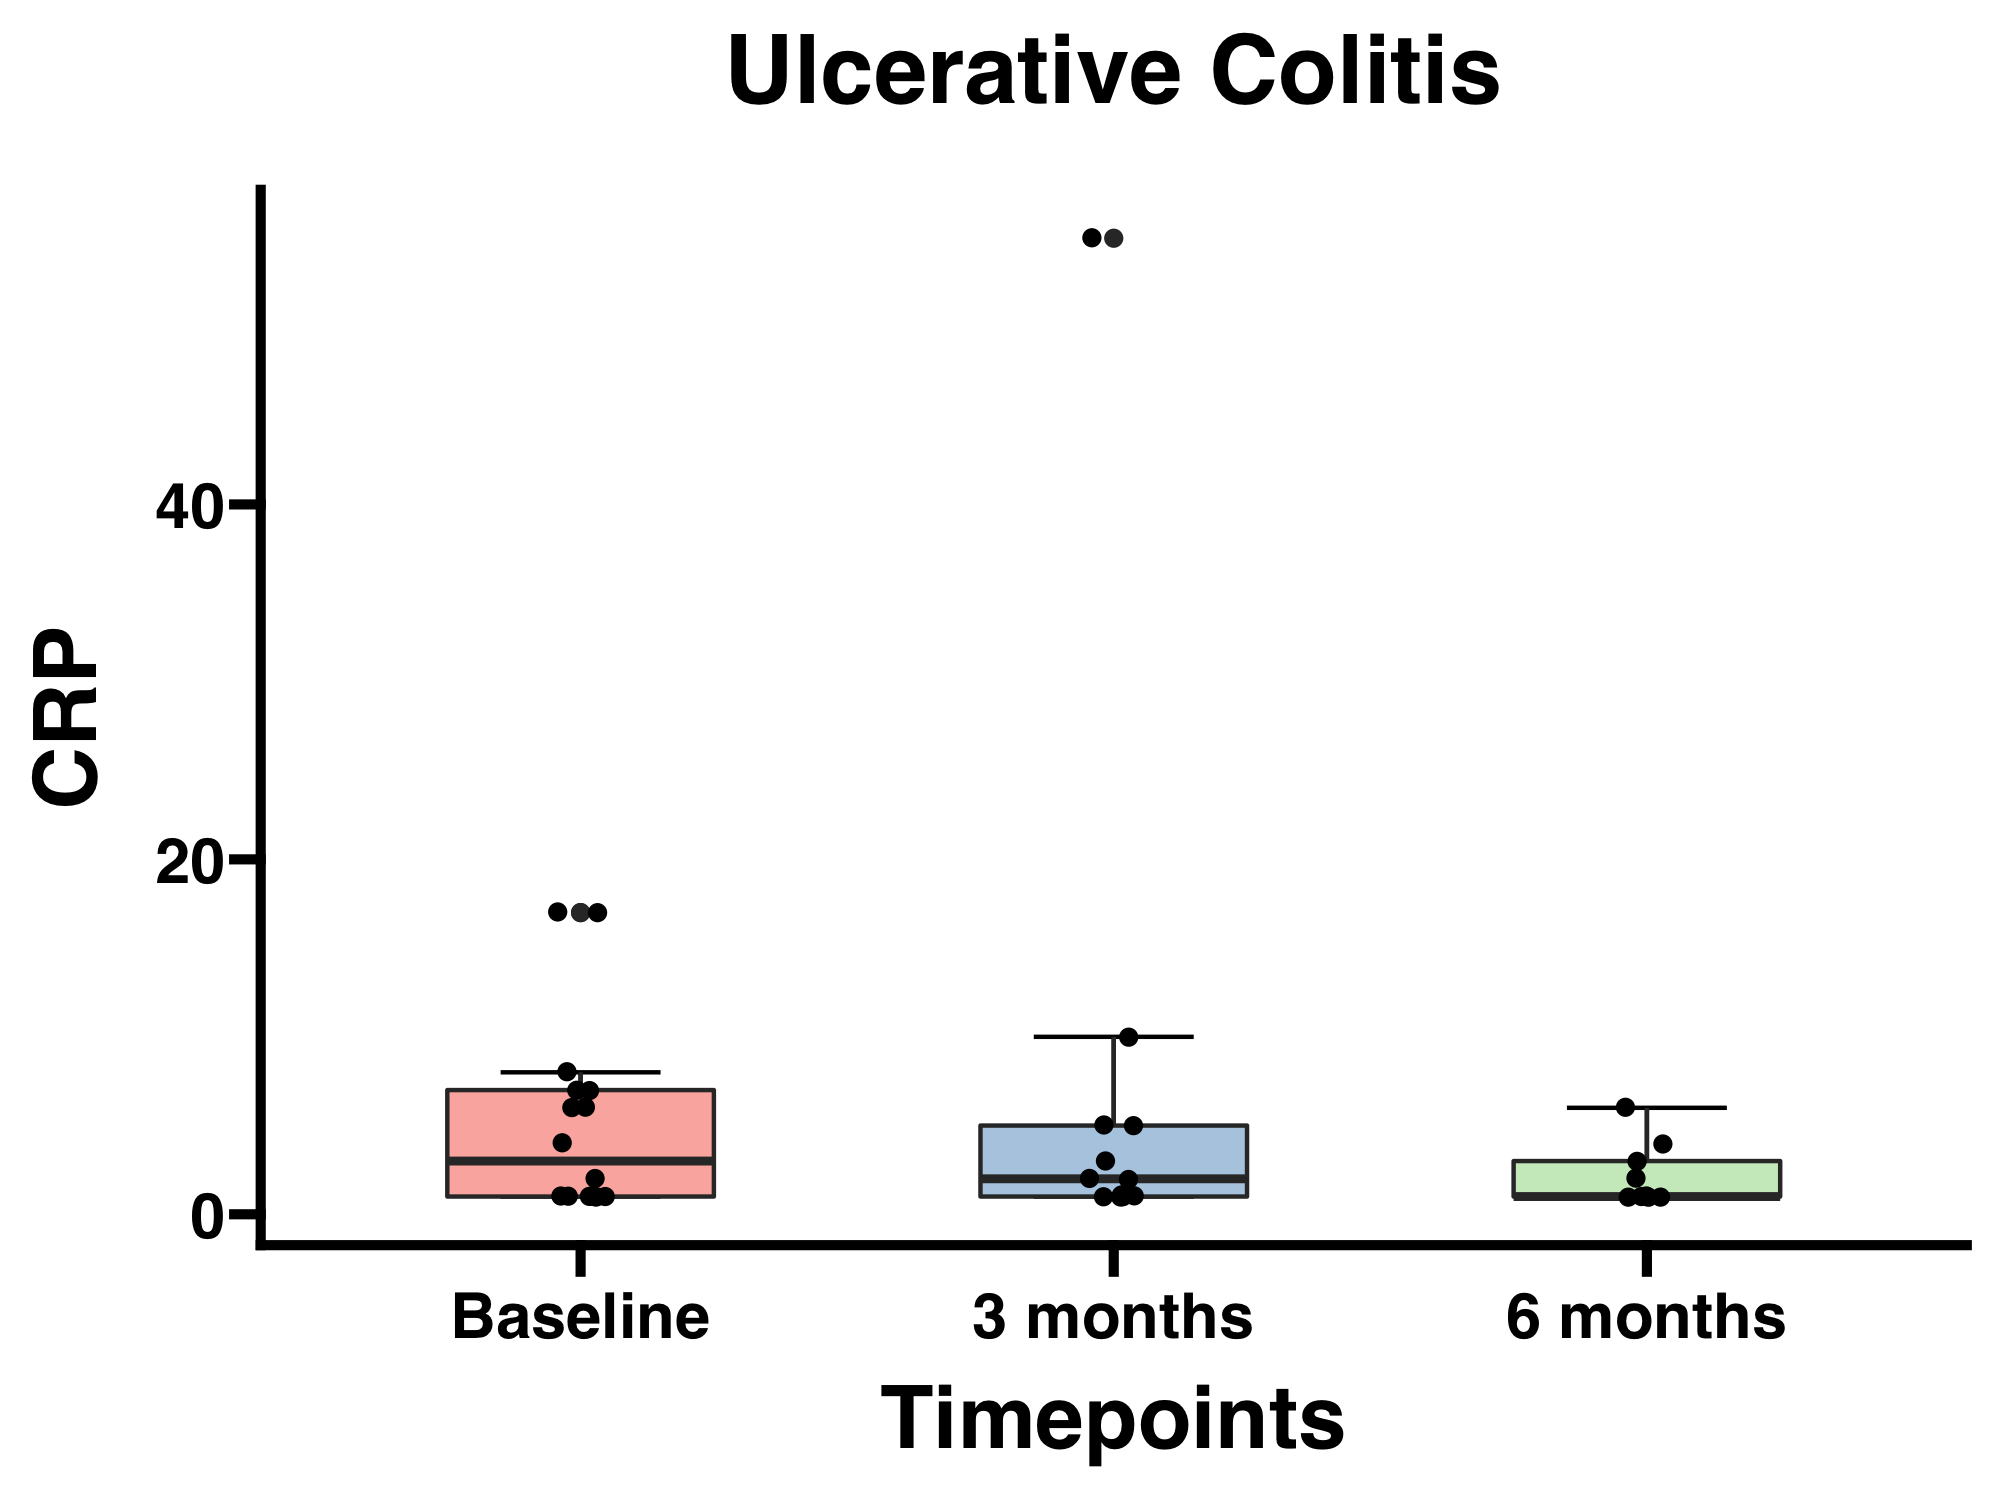 Ulcerative Colitis
CRP
40
20
0
Baseline
3 months
6 months
Timepoints